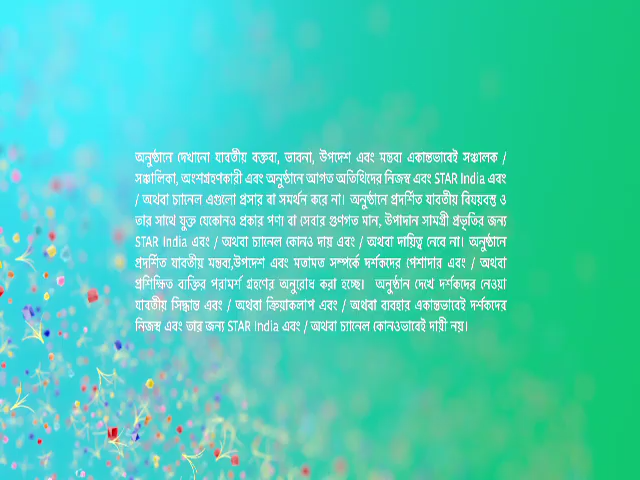 অনুষ্ঠানে দেখানো যাবতীয় বক্তব্য, ভাবনা, উপদেশ এবং মন্তব্য একান্তভাবেই সঞ্চালক /
সঞ্চালিকা, অংশগ্রহণকারী এবং অনুষ্ঠানে আগত অতিথিদের নিজস্ব এবং STAR India এবং
/ অথবা চ্যানেল এগুলো প্রসার বা সমর্থন করে না। অনুষ্ঠানে প্রদর্শিত যাবতীয় বিষয়বস্তু ও
তার সাথে যুক্ত যেকোনও প্রকার পণ্য বা সেবার গুণগত মান, উপাদান সামগ্রী প্রভৃতির জন্য
STAR India এবং / অথবা চ্যানেল কোনও দায় এবং / অথবা দায়িত্ব নেবে না। অনুষ্ঠানে
প্রদর্শিত যাবতীয় মন্তব্য,উপদেশ এবং মতামত সম্পর্কে দর্শকদের পেশাদার এবং / অথবা
প্রশিক্ষিত ব্যক্তির পরামর্শ গ্রহণের অনুরোধ করা হচ্ছে। অনুষ্ঠান দেখে দর্শকদের নেওয়া
যাবতীয় সিদ্ধান্ত এবং / অথবা ক্রিয়াকলাপ এবং / অথবা ব্যবহার একান্তভাবেই দর্শকদের
নিজস্ব এবং তার জন্য STAR India এবং / অথবা চ্যানেল কোনওভাবেই দায়ী নয়।